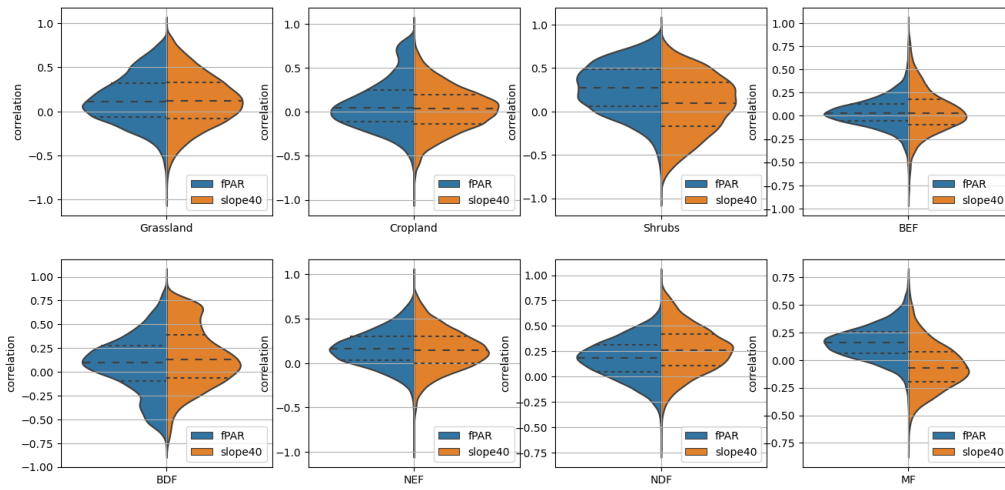 correlation
1.0
0.5
0.0
−0.5
−1.0
fPAR
slope40
Grassland
correlation
1.0
0.5
0.0
−0.5
−1.0
fPAR
slope40
Cropland
correlation
1.0
0.5
0.0
−0.5
−1.0
fPAR
slope40
Shrubs
correlation
1.00
0.75
0.50
0.25
0.00
−0.25
−0.50
−0.75
−1.00
fPAR
slope40
BEF
correlation
1.00
0.75
0.50
0.25
0.00
−0.25
−0.50
−0.75
−1.00
fPAR
slope40
BDF
correlation
1.0
0.5
0.0
−0.5
−1.0
fPAR
slope40
NEF
correlation
1.00
0.75
0.50
0.25
0.00
−0.25
−0.50
−0.75
fPAR
slope40
NDF
correlation
0.75
0.50
0.25
0.00
−0.25
−0.50
−0.75
fPAR
slope40
MF